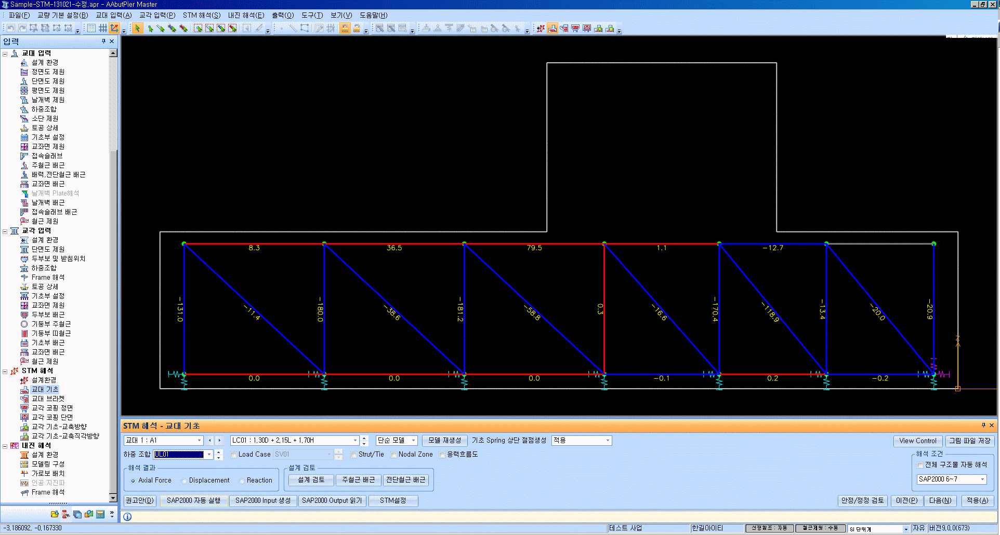 Sample-STM-131021-수정.apr - AAbutPier Master
파일(F) 교량 기본 설정(B) 교대 입력(A) 교각 입력(P) STM 해석(S) 내진 해석(E) 출력(O) 도구(T) 보기(V) 도움말(H)
입력
교대 입력
설계 환경
정면도 제원
단면도 제원
평면도 제원
날개벽 제원
하중조합
소단 제원
토공 상세
기초부 설정
교좌면 제원
접속슬래브
주철근 배근
배력,전단철근 배근
교좌면 배근
날개벽 Plate해석
날개벽 배근
접속슬래브 배근
철근 제원
교각 입력
설계 환경
단면도 제원
두부보 및 받침위치
하중조합
Frame 해석
토공 상세
기초부 설정
교좌면 제원
두부보 배근
기둥부 주철근
기둥부 띠철근
기초부 배근
교좌면 배근
철근 제원
STM 해석
설계환경
교대 기초
교대 브라켓
교각 코핑 정면
교각 코핑 단면
교각 기초-교축방향
교각 기초-교축직각방향
내진 해석
설계 환경
모델링 구성
가로보 배치
인공 지진파
Frame 해석
8.3 36.5 79.5 1.1 -12.7
-131.0 -11.4 -180.0 -38.6 -181.2 -58.8 0.3 -16.6 -170.4 -118.9 -13.4 -20.0 -20.9
0.0 0.0 0.0 -0.1 0.2 -0.2
STM 해석 - 교대 기초
교대 1 : A1 LC01 : 1,30D + 2,15L + 1,70H 단순 모델 모델 재생성 기초 Spring 상단 절점생성 적용 View Control 그림 파일 저장
하중 조합 UL01 Load Case SV01 Strut/Tie Nodal Zone 응력흐름도
해석 조건
전체 구조물 자동 해석
SAP2000 6~7
해석 결과
Axial Force Displacement Reaction
설계 검토
설계 검토 주철근 배근 전단철근 배근
권고안(D) SAP2000 자동 실행 SAP2000 Input 생성 SAP2000 Output 읽기 STM설정 안정/정정 검토 이전(P) 다음(N) 적용(A)
-3,186092, -0,167330 테스트 사업 한길아이티 선형참조 : 자동 철근제원 : 수동 SI 단위계 자유 버전9,0,0(673)